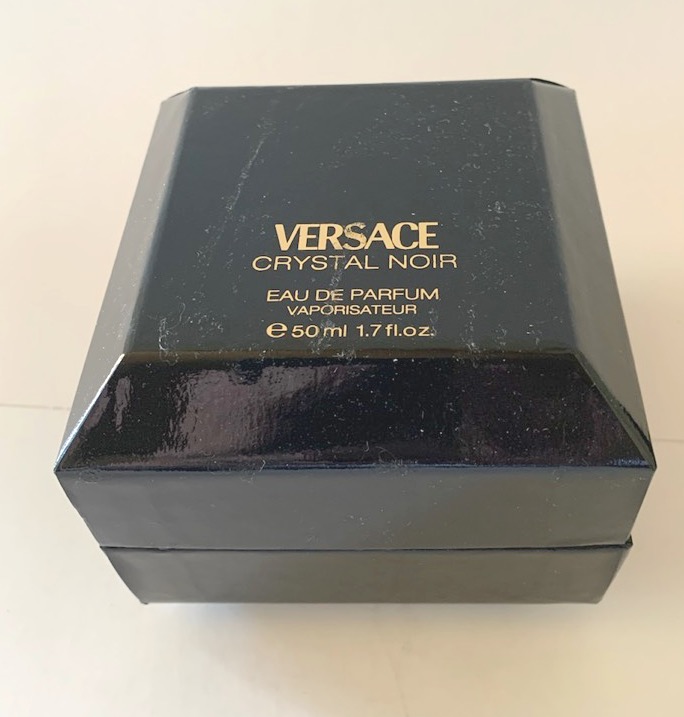 VERSACE
CRYSTAL NOIR
EAU DE PARFUM
VAPORISATEUR
℮ 50 ml 1.7 fl.oz.